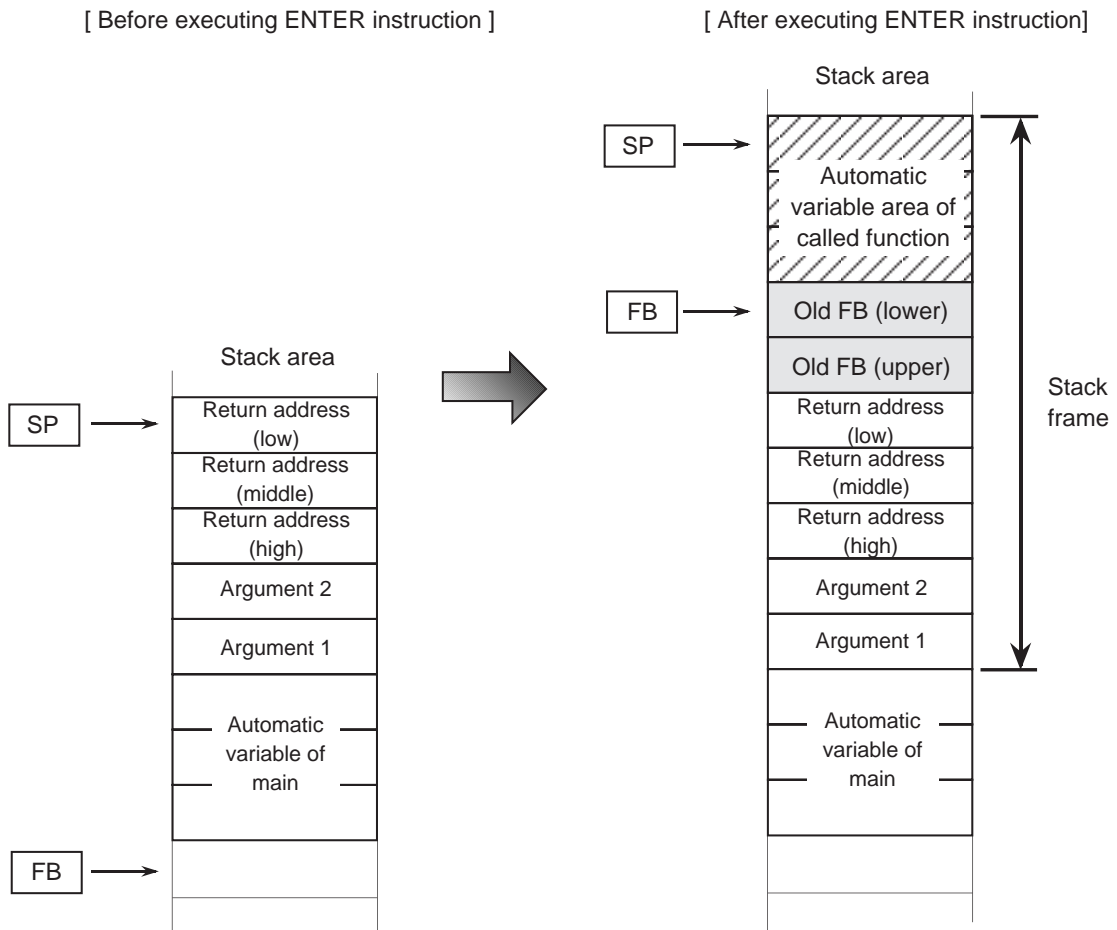 [ Before executing ENTER instruction ]
Stack area
SP
Return address
(low)
Return address
(middle)
Return address
(high)
Argument 2
Argument 1
Automatic
variable of
main
FB
[ After executing ENTER instruction]
Stack area
SP
Automatic
variable area of
called function
FB
Old FB (lower)
Old FB (upper)
Return address
(low)
Return address
(middle)
Return address
(high)
Argument 2
Argument 1
Automatic
variable of
main
Stack
frame